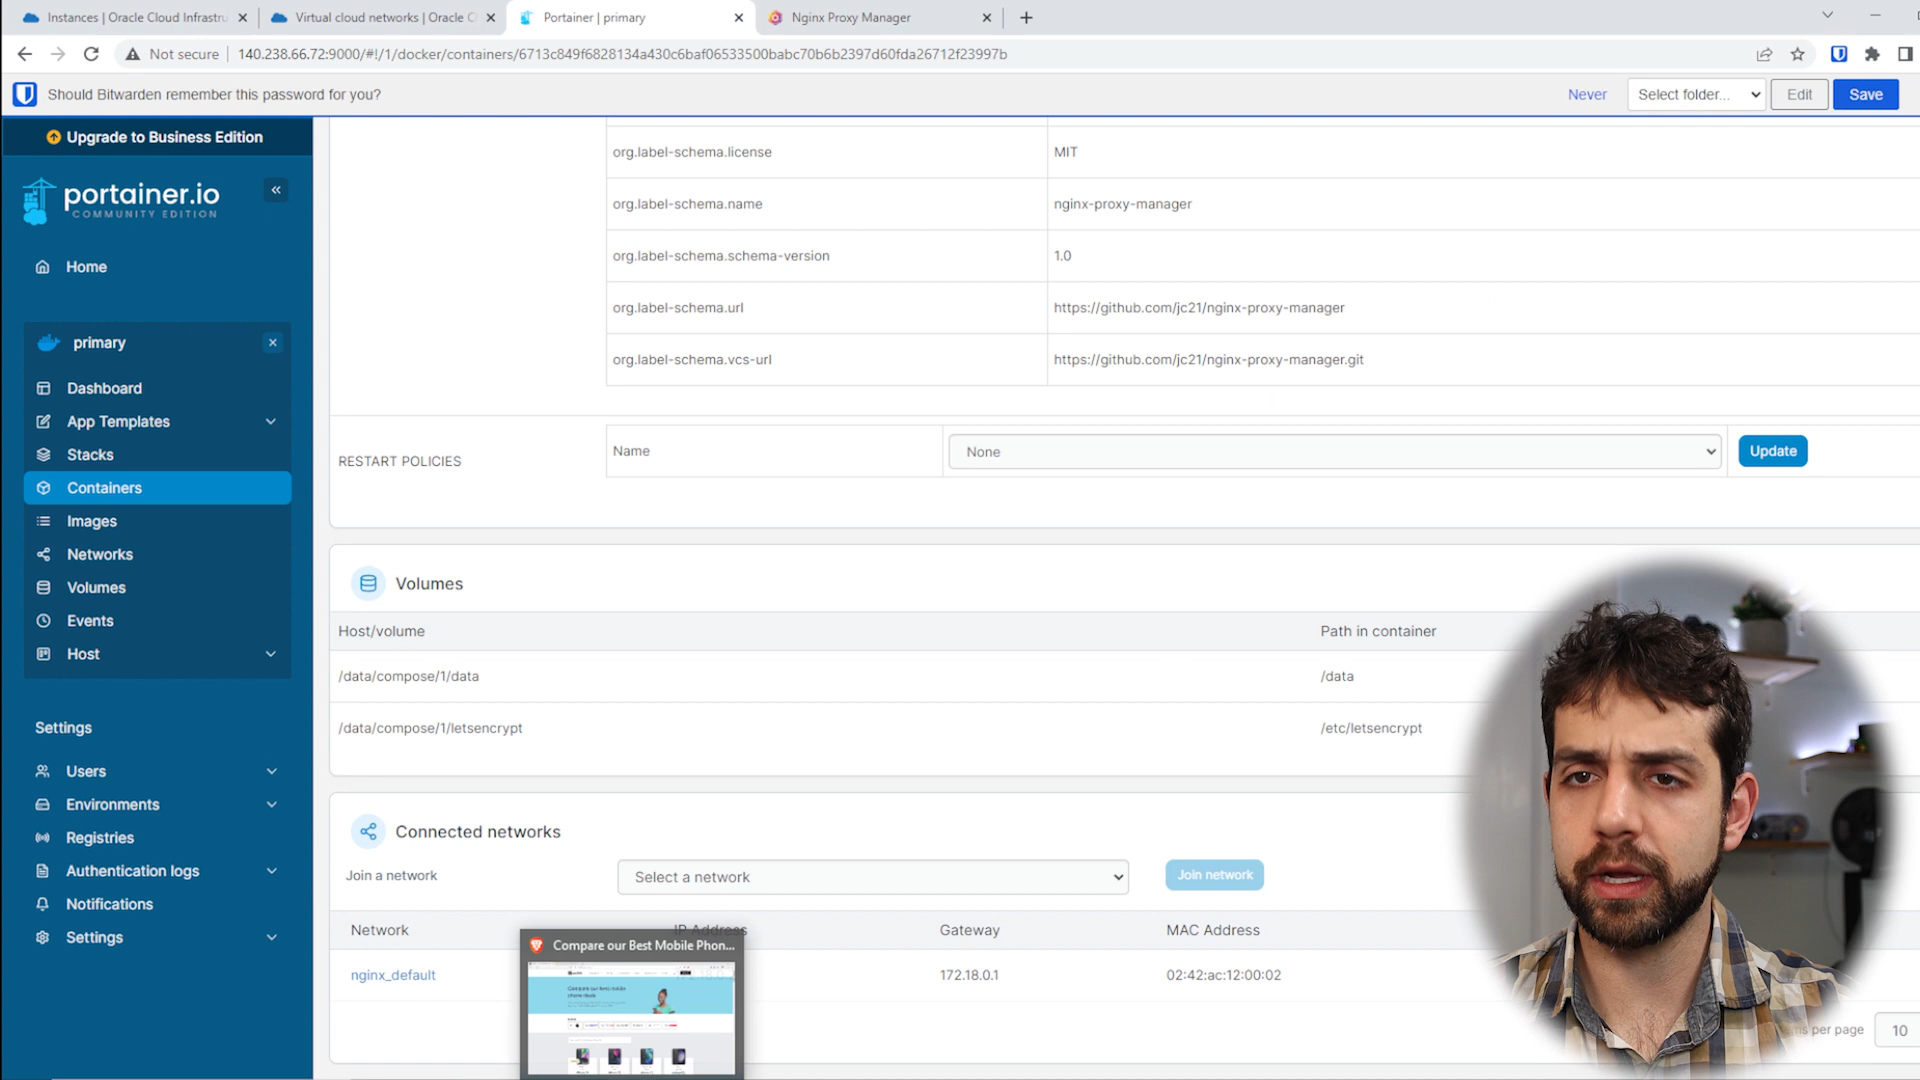 Instances | Oracle Cloud Infrastru
Virtual cloud networks | Oracle C
Portainer | primary
Nginx Proxy Manager
Not secure
140.238.66.72:9000/#!/1/docker/containers/6713c849f6828134a430c6baf06533500babc70b6b2397d60fda26712f23997b
Should Bitwarden remember this password for you?
Never
Select folder...
Edit
Save
Upgrade to Business Edition
portainer.io
COMMUNITY EDITION
Home
primary
Dashboard
App Templates
Stacks
Containers
Images
Networks
Volumes
Events
Host
Settings
Users
Environments
Registries
Authentication logs
Notifications
Settings
org.label-schema.license MIT
org.label-schema.name nginx-proxy-manager
org.label-schema.schema-version 1.0
org.label-schema.url https://github.com/jc21/nginx-proxy-manager
org.label-schema.vcs-url https://github.com/jc21/nginx-proxy-manager.git
RESTART POLICIES Name None Update
Volumes
Host/volume Path in container
/data/compose/1/data /data
/data/compose/1/letsencrypt /etc/letsencrypt
Connected networks
Join a network Select a network Join network
Network IP Address Gateway MAC Address
nginx_default 172.18.0.1 02:42:ac:12:00:02
Compare our Best Mobile Phon...
per page 10